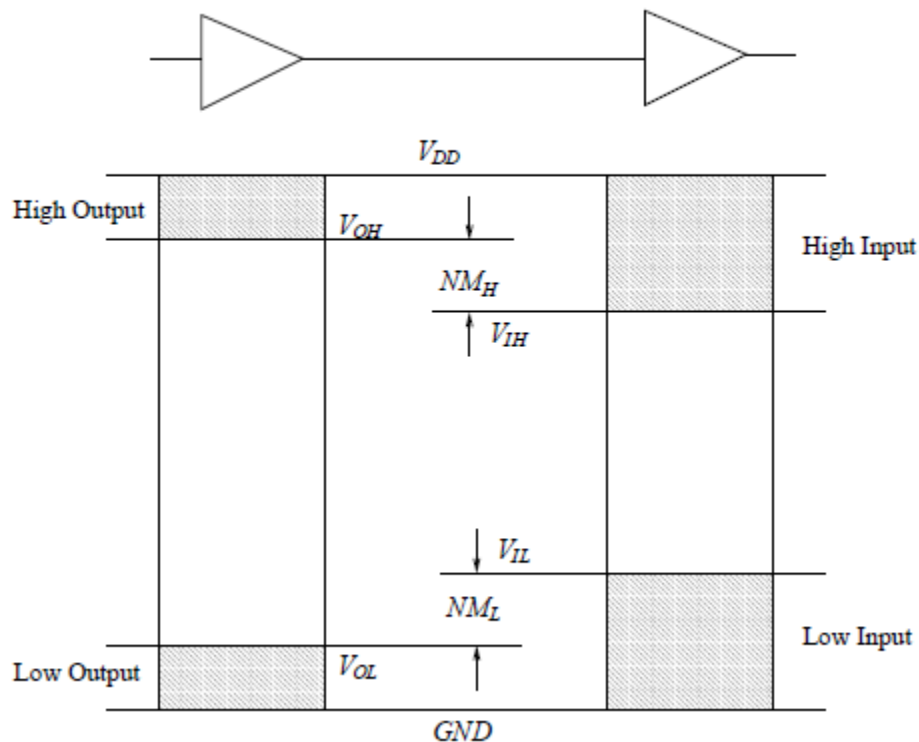 V_DD
High Output
V_OH
High Input
NM_H
V_IH
V_IL
NM_L
Low Input
Low Output
V_OL
GND